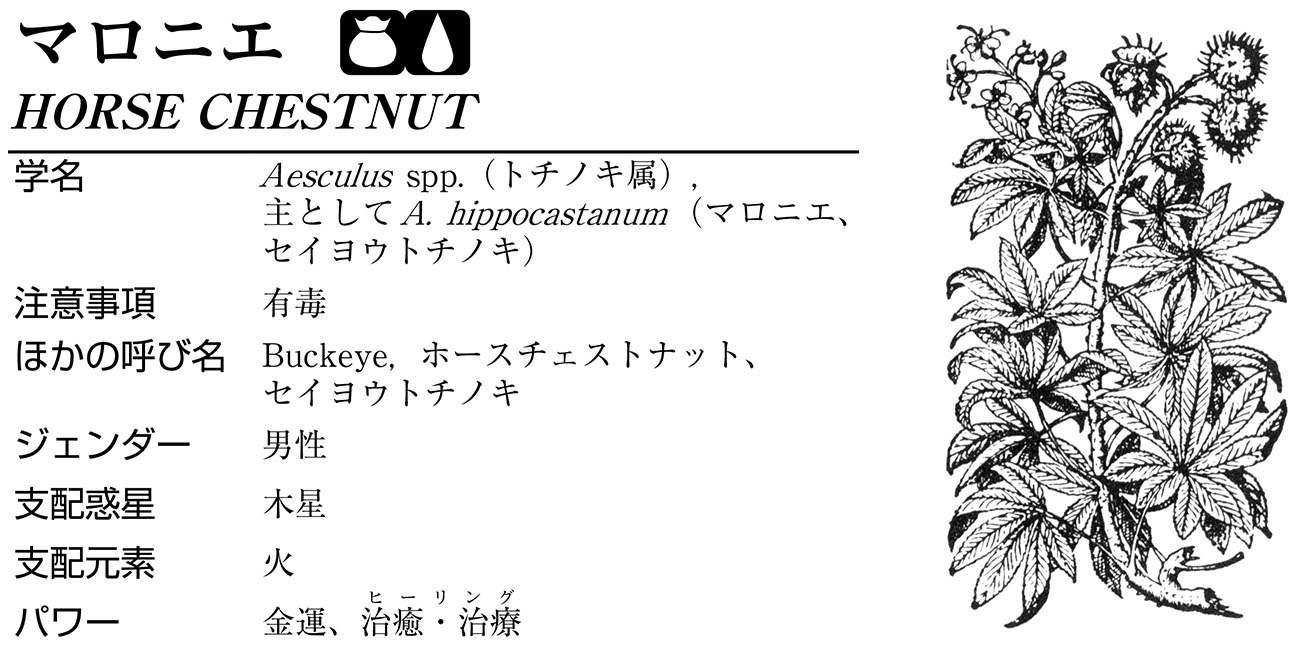 マロニエ
HORSE CHESTNUT
学名 Aesculus spp.（トチノキ属）,
主として A. hippocastanum（マロニエ、
セイヨウトチノキ）
注意事項 有毒
ほかの呼び名 Buckeye, ホースチェストナット、
セイヨウトチノキ
ジェンダー 男性
支配惑星 木星
支配元素 火
ヒーリング
パワー 金運、治癒・治療